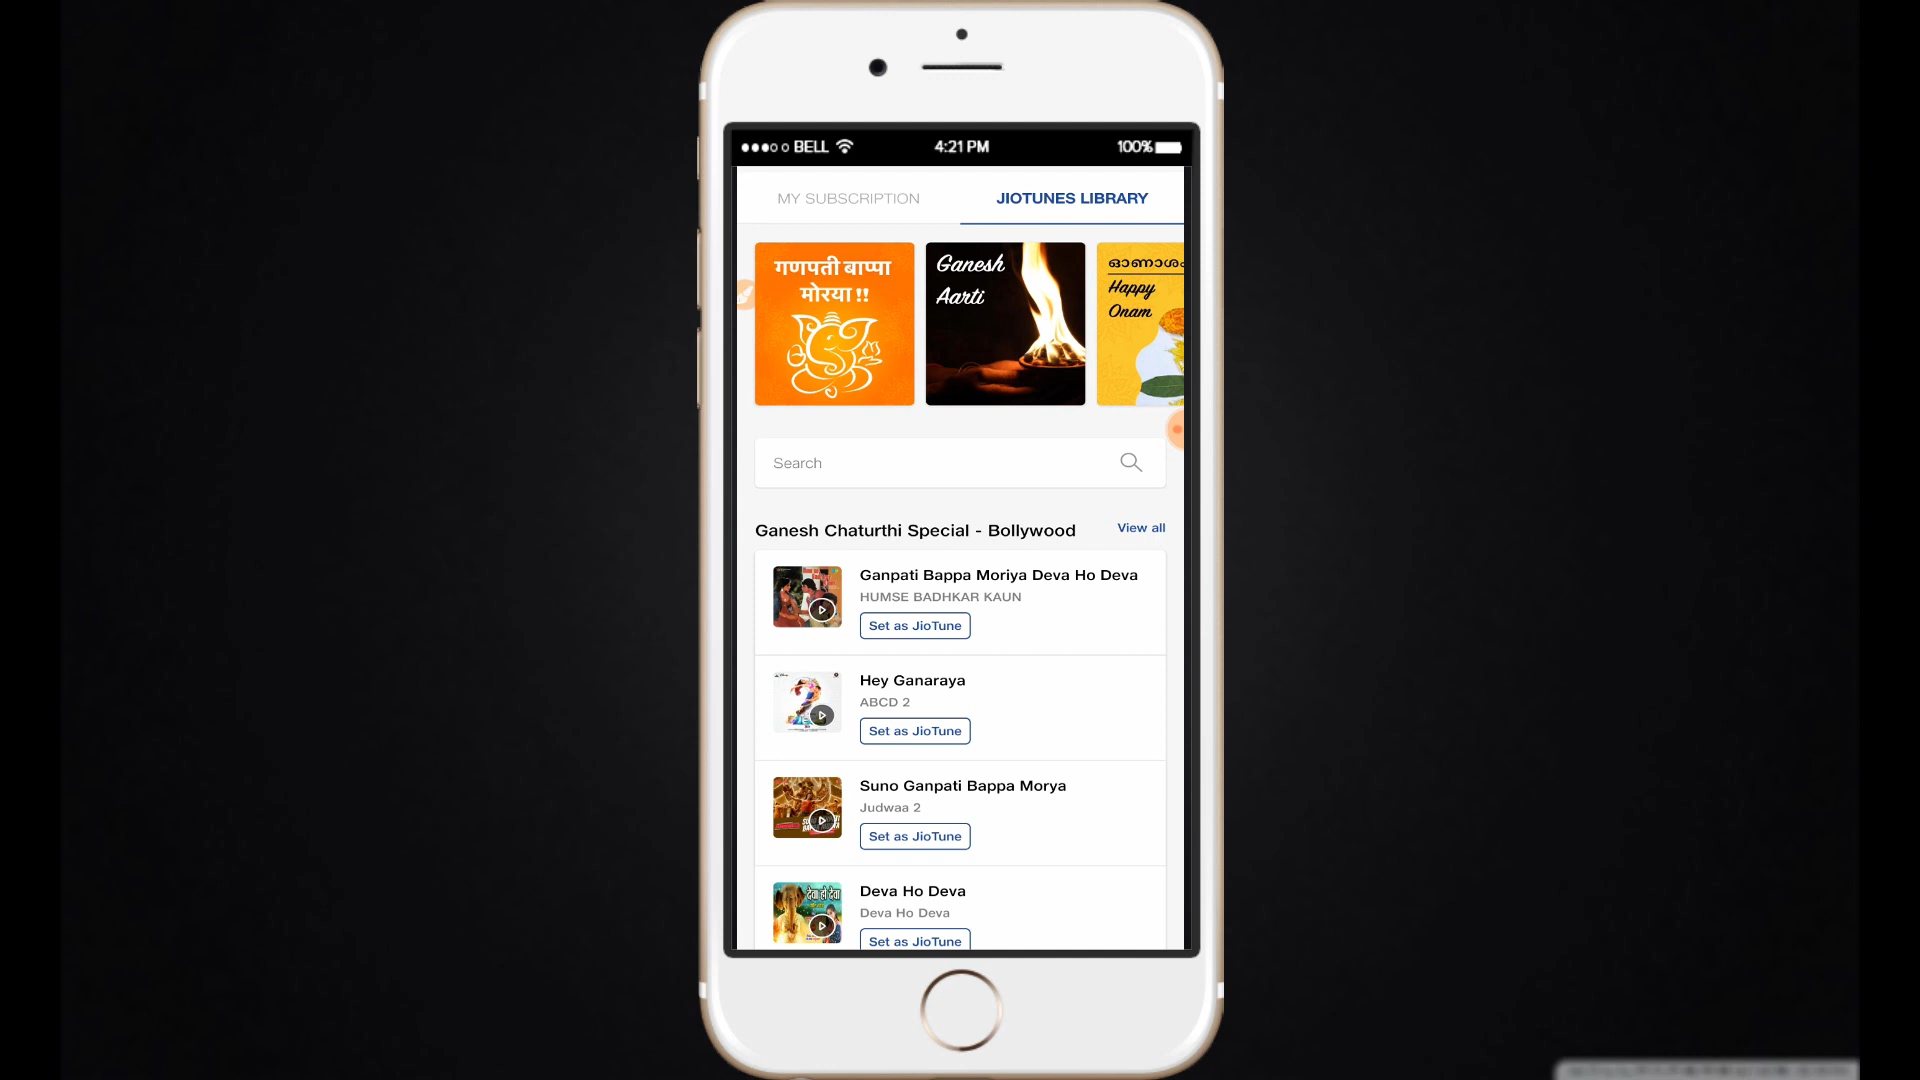 BELL
4:21 PM
100%
MY SUBSCRIPTION
JIOTUNES LIBRARY
गणपती बाप्पा
मोरया !!
Ganesh
Aarti
Happy
Onam
Search
Ganesh Chaturthi Special - Bollywood
View all
Ganpati Bappa Moriya Deva Ho Deva
HUMSE BADHKAR KAUN
Set as JioTune
Hey Ganaraya
ABCD 2
Set as JioTune
Suno Ganpati Bappa Morya
Judwaa 2
Set as JioTune
देवा हो देवा
Deva Ho Deva
Deva Ho Deva
Set as JioTune